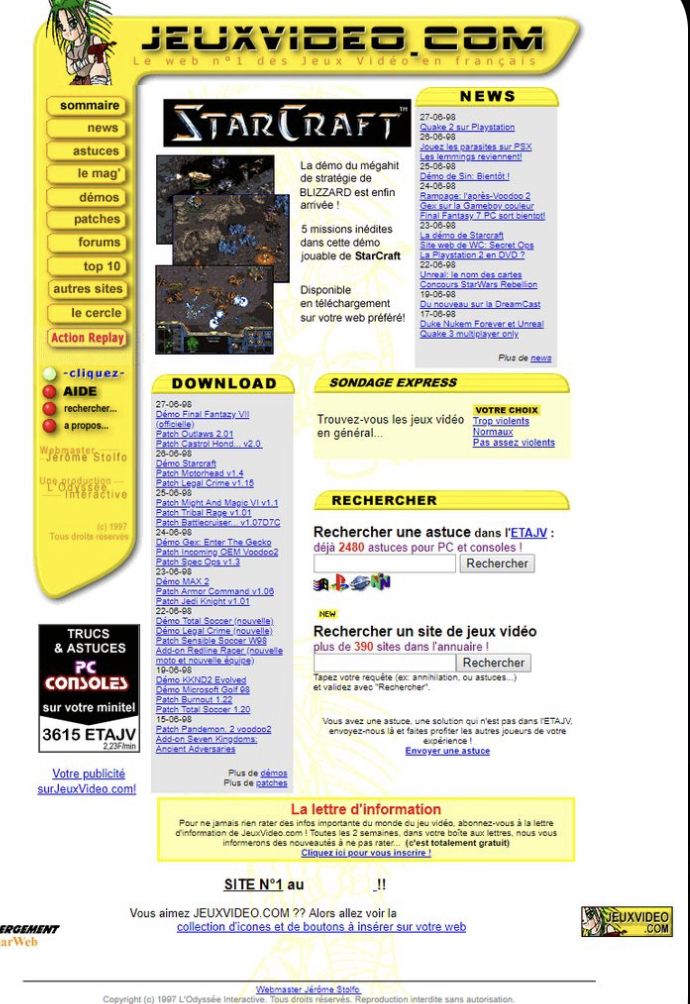 JEUXVIDEO.COM
Le web n°1 des Jeux Vidéo en français
sommaire
news
astuces
le mag'
démos
patches
forums
top 10
autres sites
le cercle
Action Replay
-cliquez-
AIDE
rechercher...
a propos...
Webmaster
Jérôme Stolfo
Une production
L'Odyssée
Interactive
(c) 1997
Tous droits réservés
TRUCS
& ASTUCES
PC
CONSOLES
sur votre minitel
3615 ETAJV
2,23F/min
Votre publicité
surJeuxVideo.com!
STARCRAFT™
La démo du mégahit
de stratégie de
BLIZZARD est enfin
arrivée !
5 missions inédites
dans cette démo
jouable de StarCraft
Disponible
en téléchargement
sur votre web préféré!
NEWS
27-06-98
Quake 2 sur Playstation
26-06-98
Jouez les parasites sur PSX
Les lemmings reviennent!
25-06-98
Démo de Sin: Bientôt !
24-06-98
Rampage: l'après-Voodoo 2
Gex sur la Gameboy couleur
Final Fantasy 7 PC sort bientot!
23-06-98
La démo de Starcraft
Site web de WC: Secret Ops
La Playstation 2 en DVD ?
22-06-98
Unreal: le nom des cartes
Concours StarWars Rebellion
19-06-98
Du nouveau sur la DreamCast
17-06-98
Duke Nukem Forever et Unreal
Quake 3 multiplayer only
Plus de news
DOWNLOAD
27-06-98
Démo Final Fantasy VII
(officielle)
Patch Outlaws 2.01
Patch Castrol Hond... v2.0
26-06-98
Démo Starcraft
Patch Motorhead v1.4
Patch Legal Crime v1.15
25-06-98
Patch Might And Magic VI v1.1
Patch Tribal Rage v1.01
Patch Battlecruiser... v1.07D7C
24-06-98
Démo Gex: Enter The Gecko
Patch Incoming OEM Voodoo2
Patch Spec Ops v1.3
23-06-98
Démo MAX 2
Patch Armor Command v1.06
Patch Jedi Knight v1.01
22-06-98
Démo Total Soccer (nouvelle)
Démo Legal Crime (nouvelle)
Patch Sensible Soccer W98
Add-on Redline Racer (nouvelle
moto et nouvelle équipe)
19-06-98
Démo KKND2 Evolved
Démo Microsoft Golf 98
Patch Burnout 1.22
Patch Total Soccer 1.20
15-06-98
Patch Pandemon. 2 voodoo2
Add-on Seven Kingdoms:
Ancient Adversaries
Plus de démos
Plus de patches
SONDAGE EXPRESS
Trouvez-vous les jeux vidéo
en général...
VOTRE CHOIX
Trop violents
Normaux
Pas assez violents
RECHERCHER
Rechercher une astuce dans l'ETAJV :
déjà 2480 astuces pour PC et consoles !
Rechercher
NEW
Rechercher un site de jeux vidéo
plus de 390 sites dans l'annuaire !
Rechercher
Tapez votre requête (ex: annihilation, ou astuces...)
et validez avec "Rechercher".
Vous avez une astuce, une solution qui n'est pas dans l'ETAJV,
envoyez-nous là et faites profiter les autres joueurs de votre
expérience !
Envoyer une astuce
La lettre d'information
Pour ne jamais rien rater des infos importante du monde du jeu vidéo, abonnez-vous à la lettre
d'information de JeuxVideo.com ! Toutes les 2 semaines, dans votre boîte aux lettres, nous vous
informerons des nouveautés à ne pas rater... (c'est totalement gratuit)
Cliquez ici pour vous inscrire !
SITE N°1 au !!
Vous aimez JEUXVIDEO.COM ?? Alors allez voir la
collection d'icones et de boutons à insérer sur votre web
ERGEMENT
arWeb
JEUXVIDEO
.COM
Webmaster Jérôme Stolfo
Copyright (c) 1997 L'Odyssée Interactive. Tous droits réservés. Reproduction interdite sans autorisation.